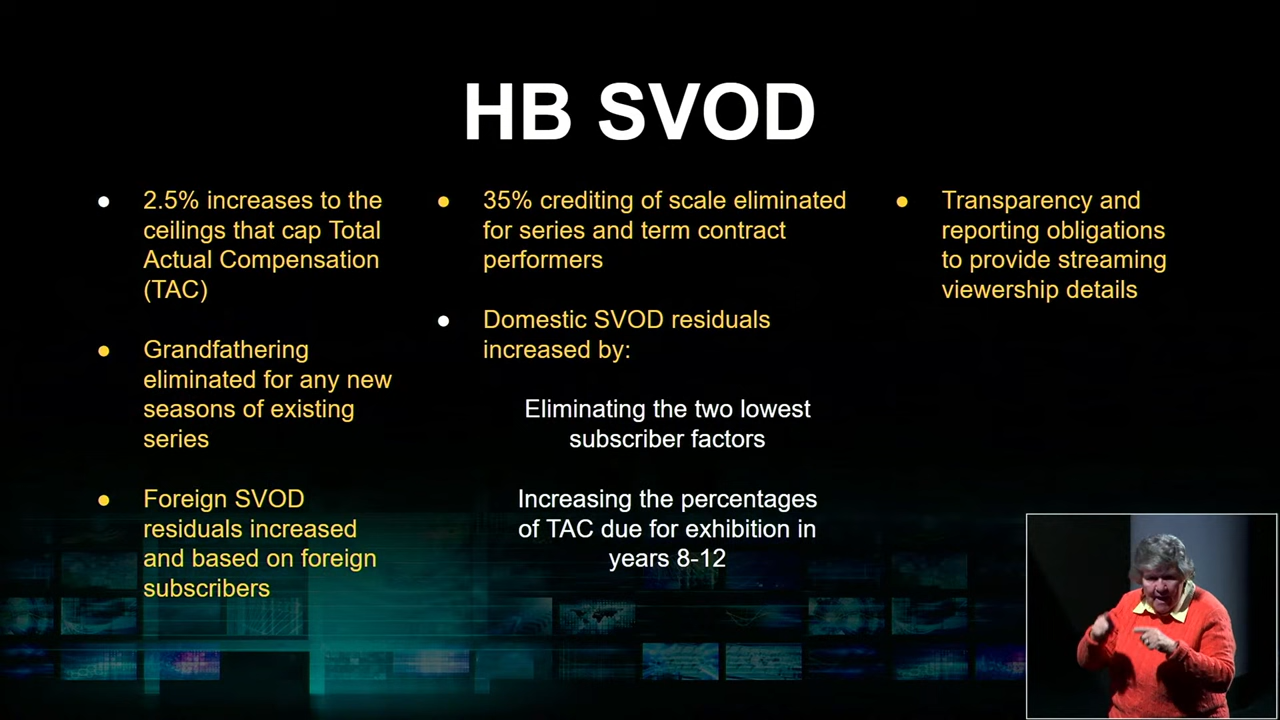 HB SVOD
● 2.5% increases to the
ceilings that cap Total
Actual Compensation
(TAC)
● Grandfathering
eliminated for any new
seasons of existing
series
● Foreign SVOD
residuals increased
and based on foreign
subscribers
● 35% crediting of scale eliminated
for series and term contract
performers
● Domestic SVOD residuals
increased by:
Eliminating the two lowest
subscriber factors
Increasing the percentages
of TAC due for exhibition in
years 8-12
● Transparency and
reporting obligations
to provide streaming
viewership details